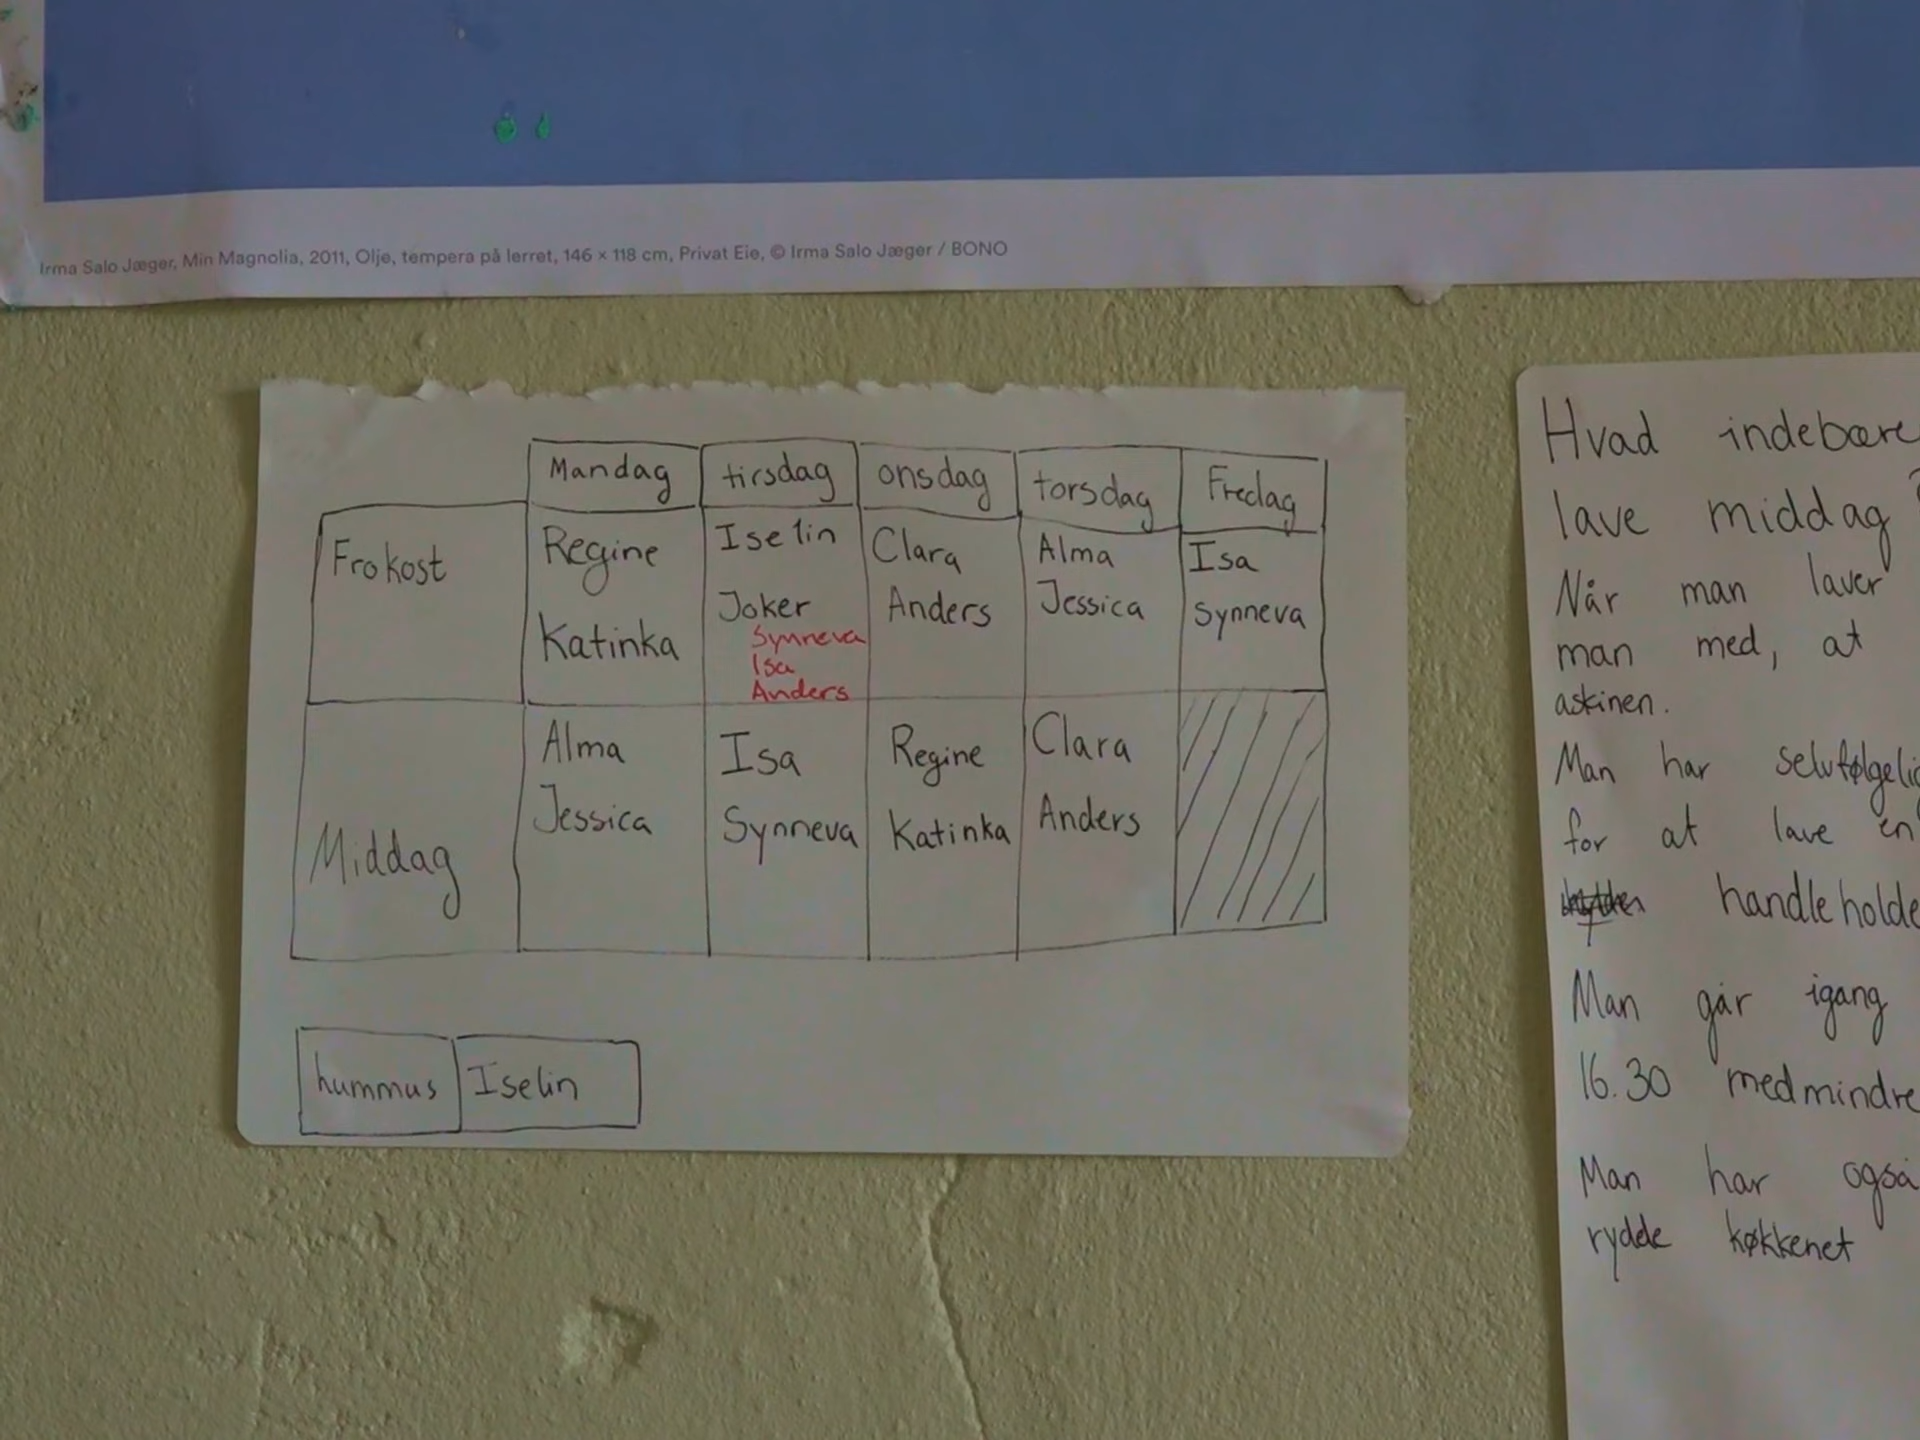 Irma Salo Jæger, Min Magnolia, 2011, Olje, tempera på lerret, 146 × 118 cm, Privat Eie, © Irma Salo Jæger / BONO
Mandag tirsdag onsdag torsdag Fredag
Frokost
Regine
Katinka
Iselin
Joker
Synneva
Isa
Anders
Clara
Anders
Alma
Jessica
Isa
Synneva
Middag
Alma
Jessica
Isa
Synneva
Regine
Katinka
Clara
Anders
hummus Iselin
Hvad indebære
lave middag ?
Når man laver
man med, at
askinen.
Man har selvfølgelig
for at lave en
handleholde
Man går igang
16.30 medmindre
Man har også
rydde køkkenet